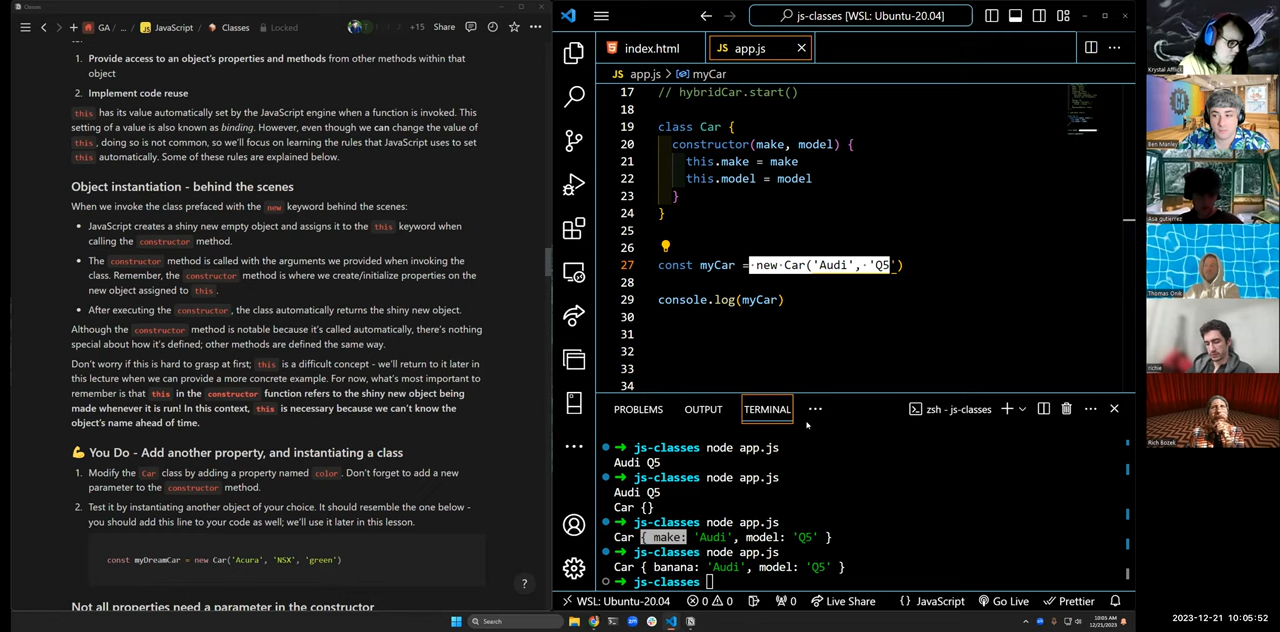 Classes
GA / ... / JavaScript / Classes Locked
+15 Share
1. Provide access to an object's properties and methods from other methods within that
object
2. Implement code reuse
this has its value automatically set by the JavaScript engine when a function is invoked. This
setting of a value is also known as binding). However, even though we can change the value of
this , doing so is not common, so we'll focus on learning the rules that JavaScript uses to set
this automatically. Some of these rules are explained below.
Object instantiation - behind the scenes
When we invoke the class prefaced with the new keyword behind the scenes:
JavaScript creates a shiny new empty object and assigns it to the this keyword when
calling the constructor method.
The constructor method is called with the arguments we provided when invoking the
class. Remember, the constructor method is where we create/initialize properties on the
new object assigned to this .
After executing the constructor , the class automatically returns the shiny new object.
Although the constructor method is notable because it's called automatically, there's nothing
special about how it's defined; other methods are defined the same way.
Don't worry if this is hard to grasp at first; this is a difficult concept - we'll return to it later in
this lecture when we can provide a more concrete example. For now, what's most important to
remember is that this in the constructor function refers to the shiny new object being
made whenever it is run! In this context, this is necessary because we can't know the
object's name ahead of time.
💪 You Do - Add another property, and instantiating a class
1. Modify the Car class by adding a property named color . Don't forget to add a new
parameter to the constructor method.
2. Test it by instantiating another object of your choice. It should resemble the one below -
you should add this line to your code as well; we'll use it later in this lesson.
const myDreamCar = new Car('Acura', 'NSX', 'green')
Not all properties need a parameter in the constructor
?
js-classes [WSL: Ubuntu-20.04]
index.html
JS app.js
JS app.js > myCar
17 // hybridCar.start()
18
19 class Car {
20 constructor(make, model) {
21 this.make = make
22 this.model = model
23 }
24 }
25
26
27 const myCar = new Car('Audi', 'Q5')
28
29 console.log(myCar)
30
31
32
33
34
PROBLEMS OUTPUT TERMINAL
zsh - js-classes
js-classes node app.js
Audi Q5
js-classes node app.js
Audi Q5
Car {}
js-classes node app.js
Car { make: 'Audi', model: 'Q5' }
js-classes node app.js
Car { banana: 'Audi', model: 'Q5' }
js-classes
WSL: Ubuntu-20.04 0 0 0 Live Share {} JavaScript Go Live Prettier
Search
10:05 AM
12/21/2023
Krystal Afflick
Ben Manley
Asa gutierrez
Thomas Onik
richie
Rich Bozek
2023-12-21 10:05:52